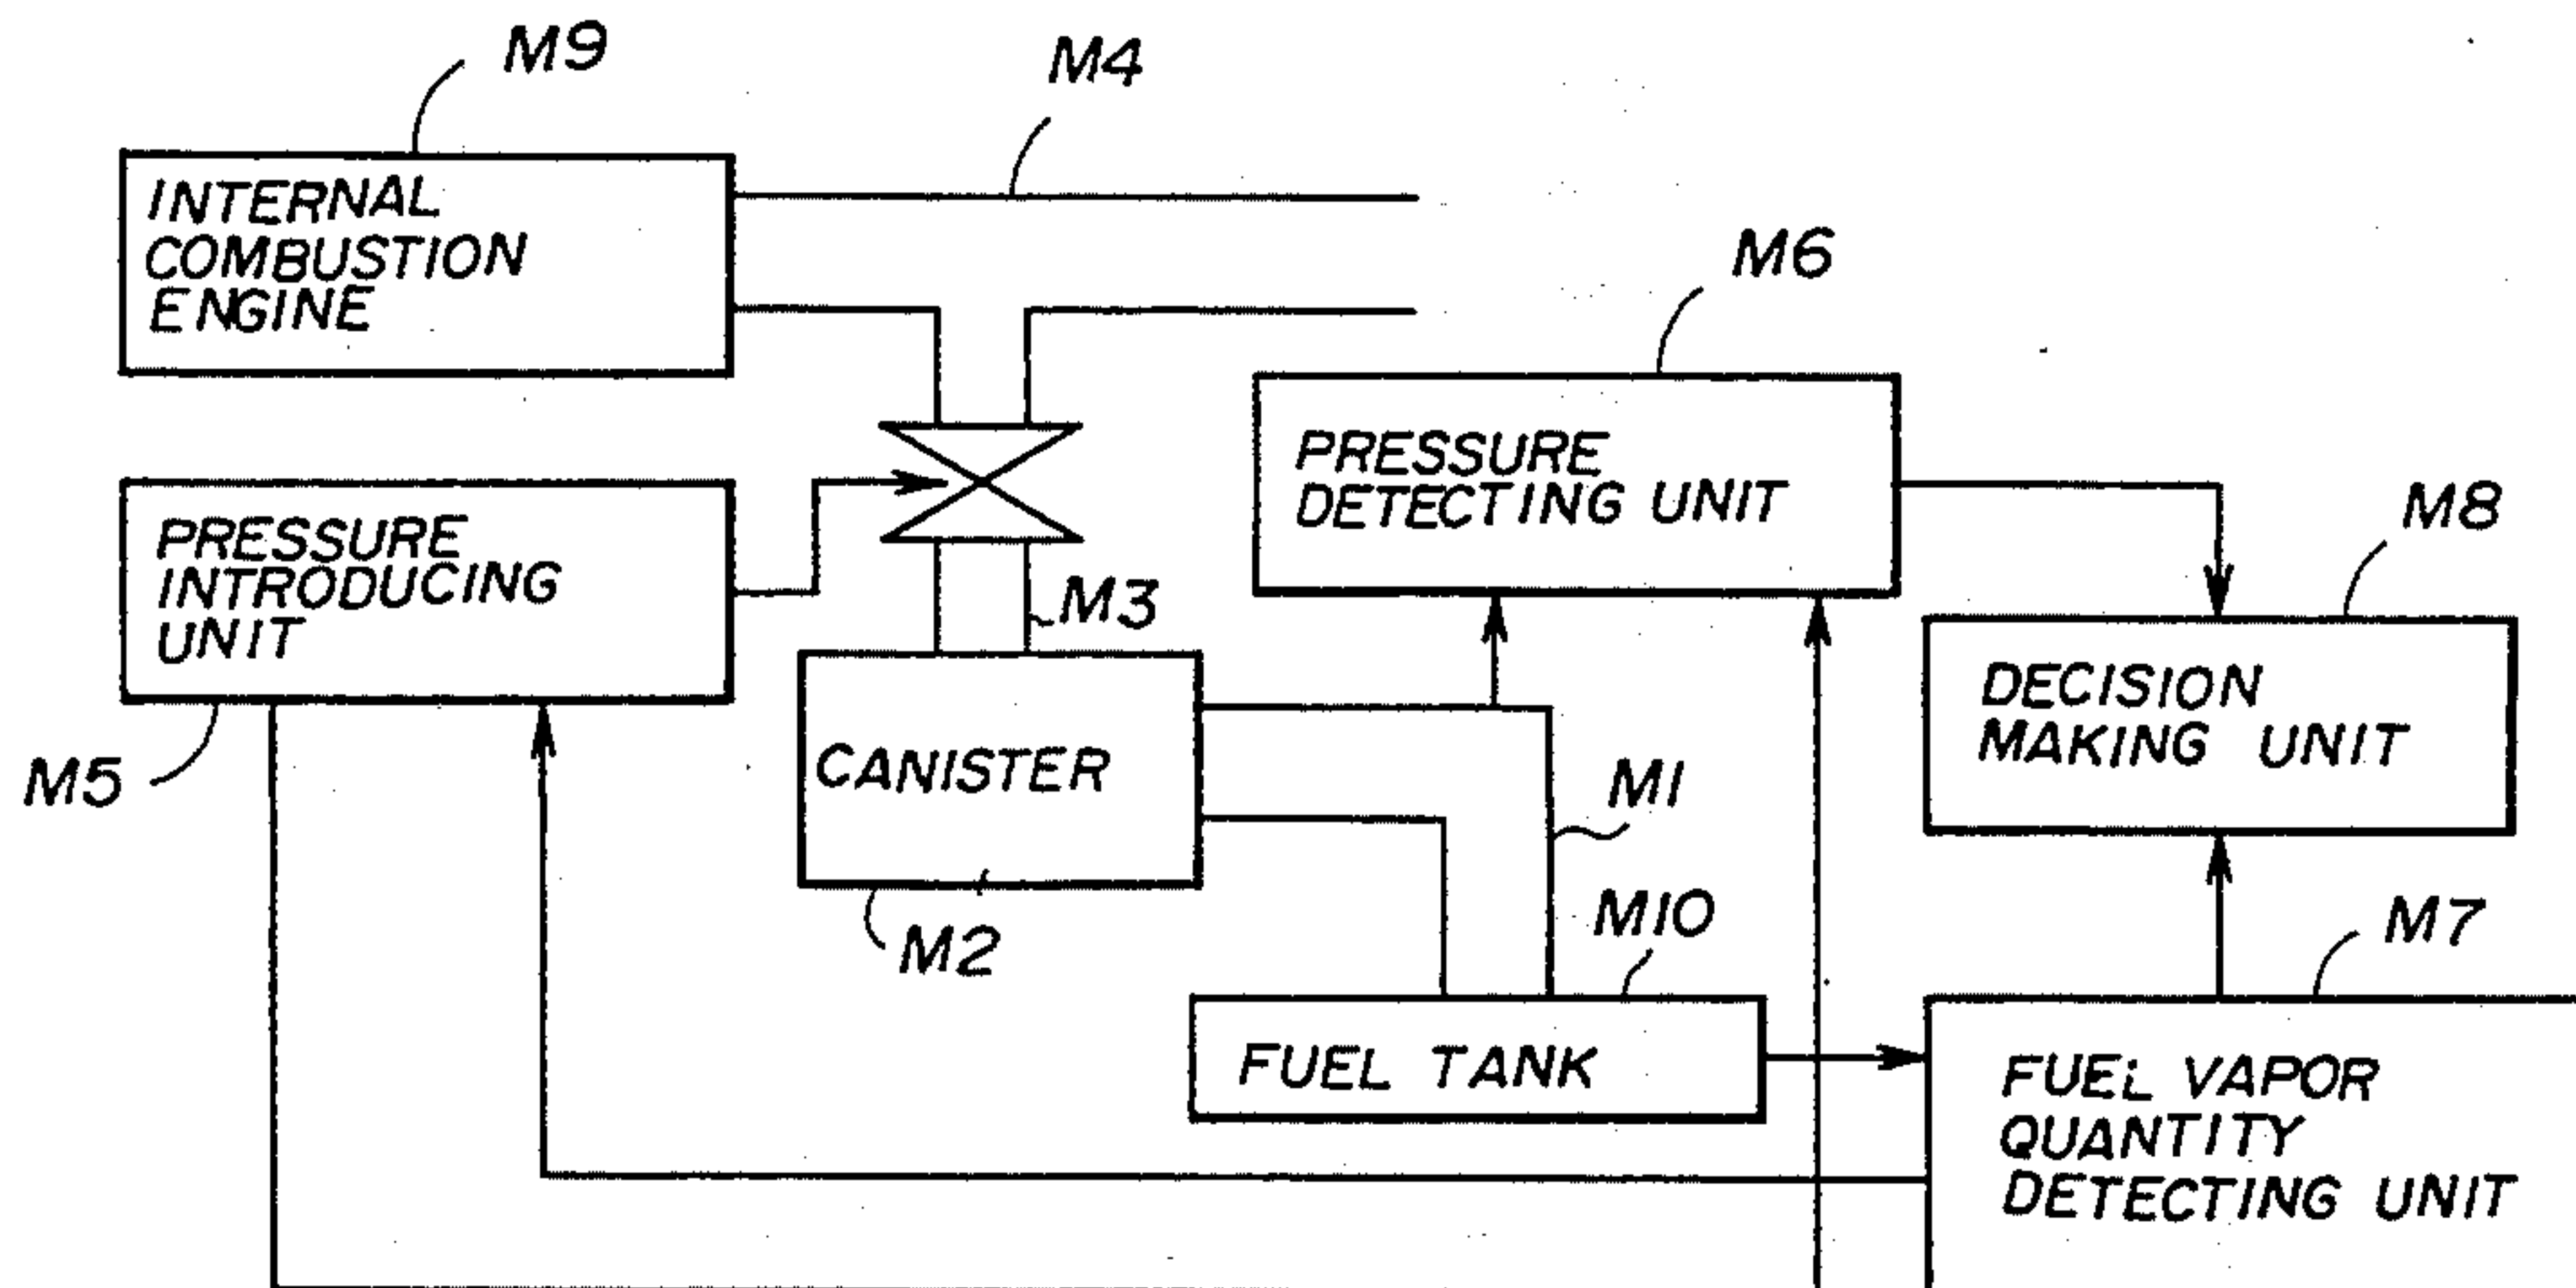 M9
M4
INTERNAL
COMBUSTION
ENGINE
M6
PRESSURE
DETECTING UNIT
M8
PRESSURE
INTRODUCING
UNIT
M3
DECISION
MAKING UNIT
M5
CANISTER
M1
M2
M10
M7
FUEL TANK
FUEL VAPOR
QUANTITY
DETECTING UNIT